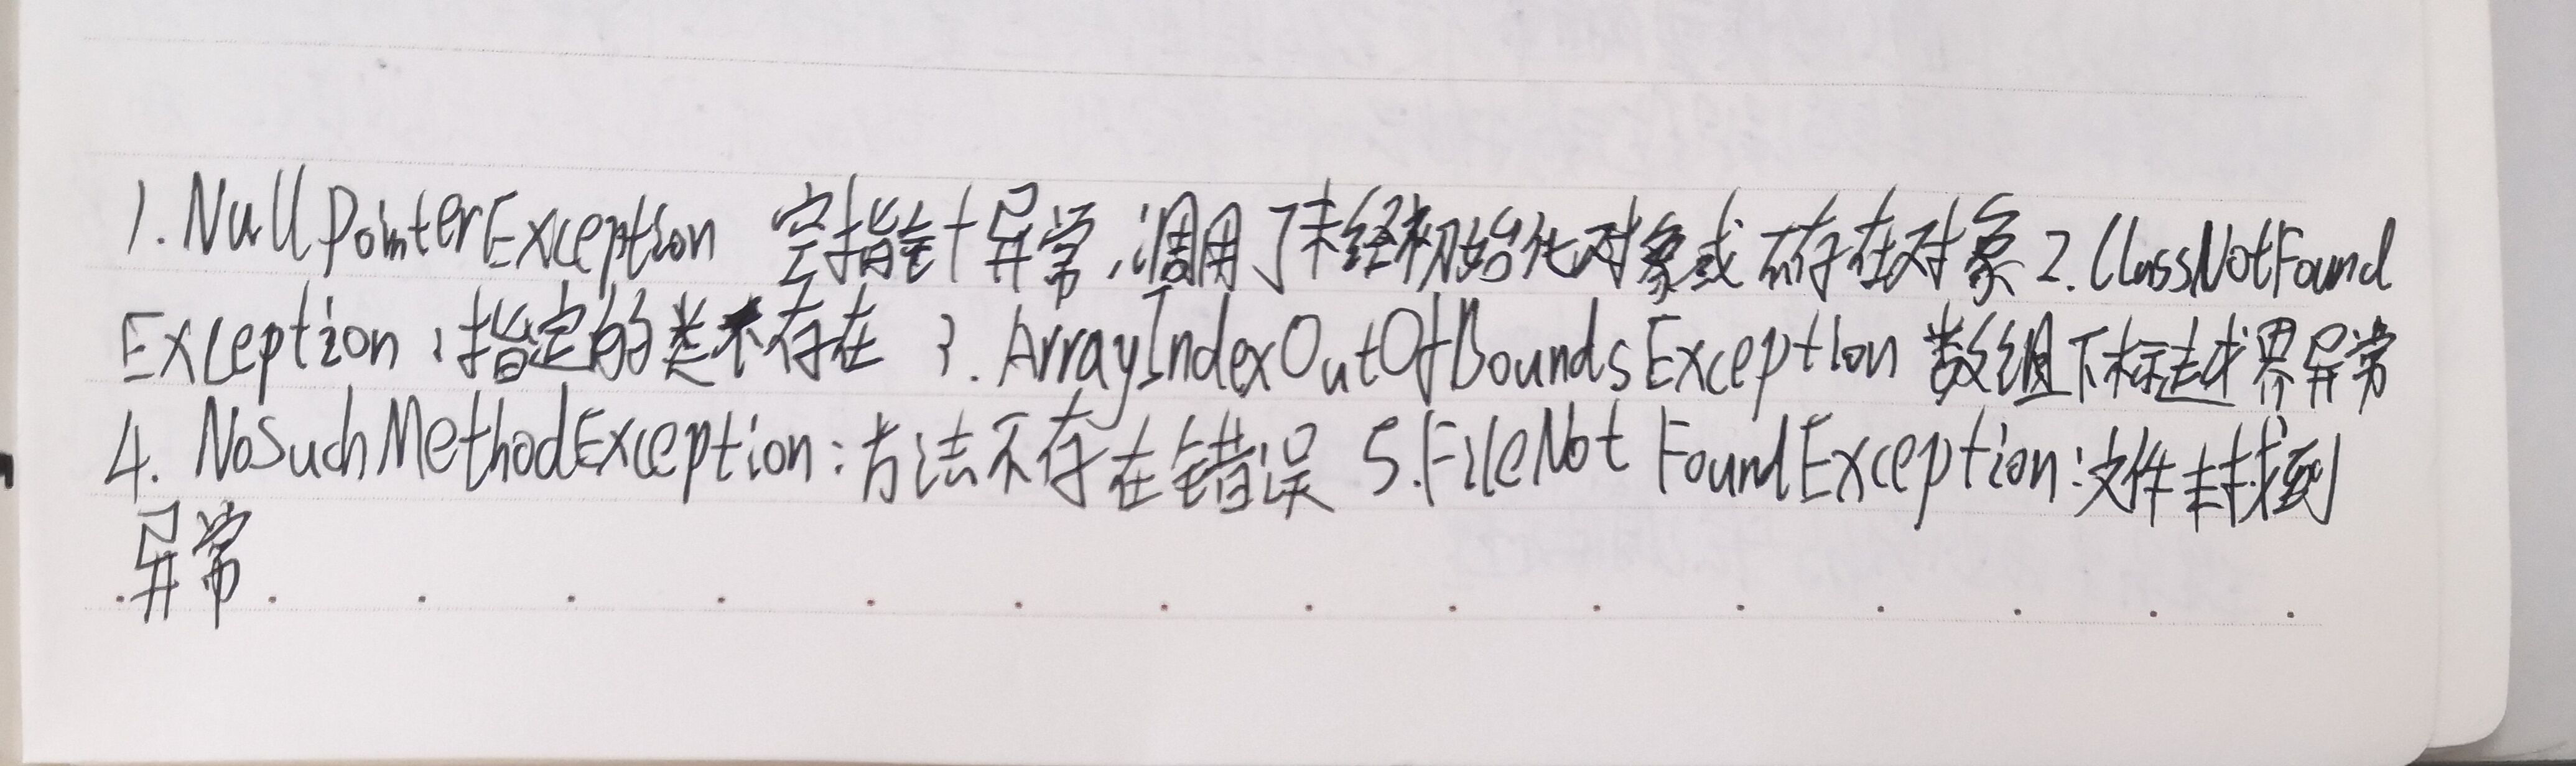 1. NullPointerException 空指针异常，调用了未经初始化对象或不存在对象 2. ClassNotFound
Exception，指定的类不存在 3. ArrayIndexOutOfBoundsException 数组下标越界异常
4. NoSuchMethodException：方法不存在错误 5. FileNotFoundException：文件未找到
异常